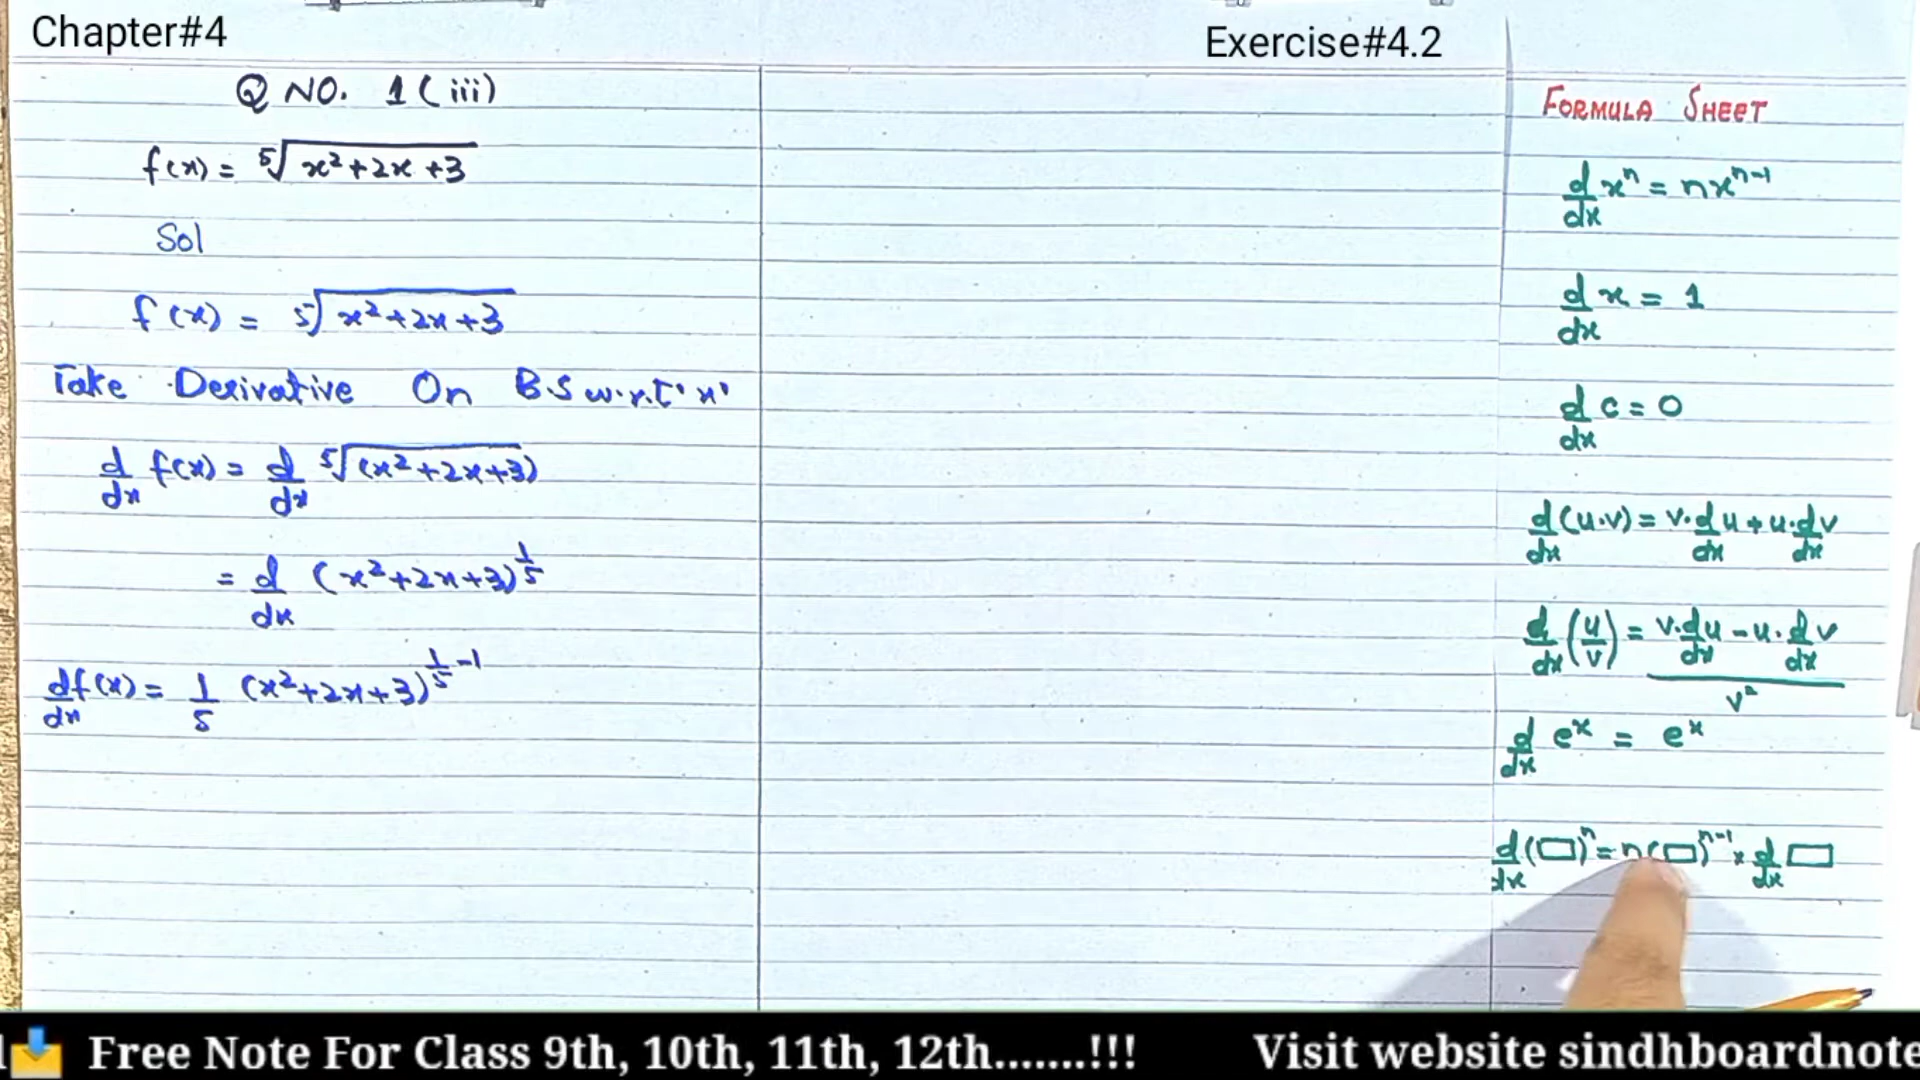 Chapter#4
Exercise#4.2
Q NO. 1 (iii)
f(x) = ⁵√x²+2x+3
Sol
f(x) = ⁵√x²+2x+3
Take Derivative On B.S w.r.t 'x'
d/dx f(x) = d/dx ⁵√(x²+2x+3)
= d/dx (x²+2x+3)^1/5
df(x)/dx = 1/5 (x²+2x+3)^1/5-1
FORMULA SHEET
d/dx xⁿ = nxⁿ⁻¹
d/dx x = 1
d/dx c = 0
d/dx (u·v) = v·d/dx u + u·d/dx v
d/dx (u/v) = v·d/dx u - u·d/dx v / v²
d/dx eˣ = eˣ
d/dx (□)ⁿ = n(□)ⁿ⁻¹ × d/dx □
Free Note For Class 9th, 10th, 11th, 12th.......!!! Visit website sindhboardnote